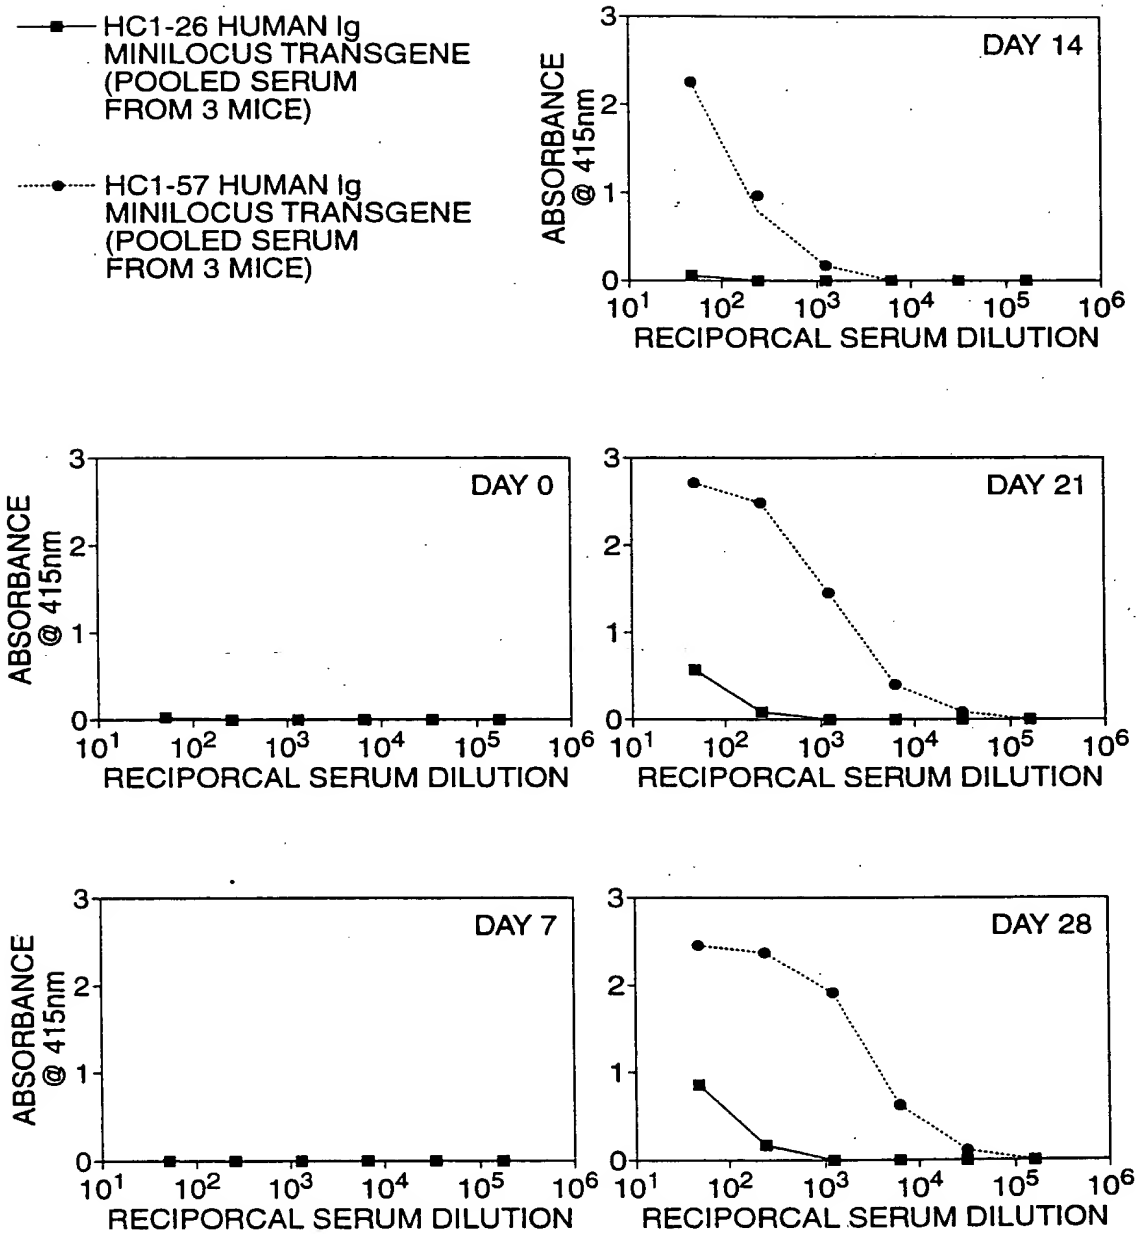 HC1-26 HUMAN Ig
MINILOCUS TRANSGENE
(POOLED SERUM
FROM 3 MICE)
HC1-57 HUMAN Ig
MINILOCUS TRANSGENE
(POOLED SERUM
FROM 3 MICE)
DAY 14
ABSORBANCE
@ 415nm
3
2
1
0
10¹ 10² 10³ 10⁴ 10⁵ 10⁶
RECIPORCAL SERUM DILUTION
DAY 0
ABSORBANCE
@ 415nm
3
2
1
0
10¹ 10² 10³ 10⁴ 10⁵ 10⁶
RECIPORCAL SERUM DILUTION
DAY 21
3
2
1
0
10¹ 10² 10³ 10⁴ 10⁵ 10⁶
RECIPORCAL SERUM DILUTION
DAY 7
ABSORBANCE
@ 415nm
3
2
1
0
10¹ 10² 10³ 10⁴ 10⁵ 10⁶
RECIPORCAL SERUM DILUTION
DAY 28
3
2
1
0
10¹ 10² 10³ 10⁴ 10⁵ 10⁶
RECIPORCAL SERUM DILUTION